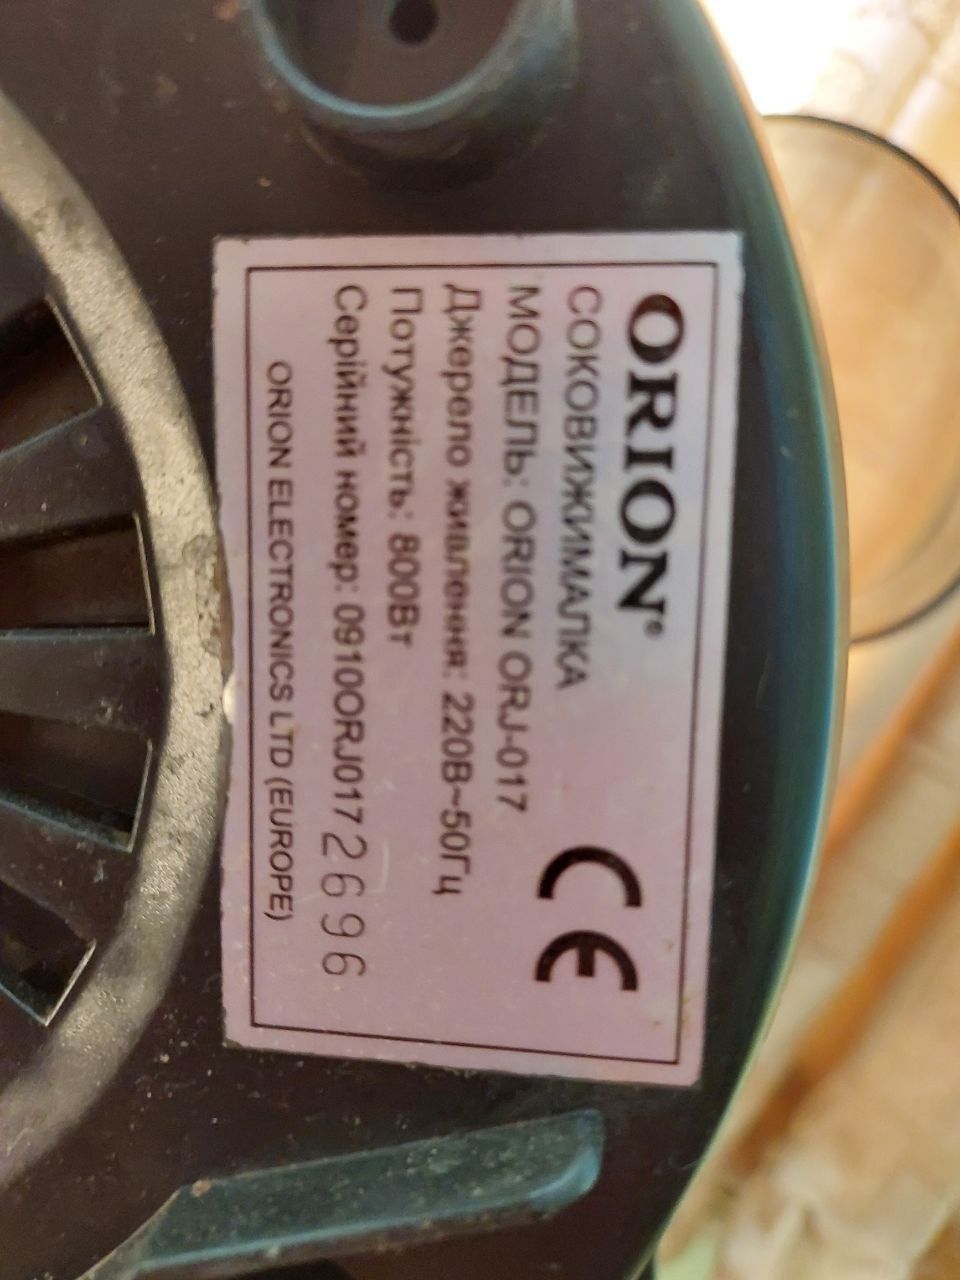 ORION®
СОКОВИЖИМАЛКА
МОДЕЛЬ: ORION ORJ-017
Джерело живлення: 220В~50Гц
Потужність: 800Вт
Серійний номер: 0910ORJ0172696
ORION ELECTRONICS LTD (EUROPE)
CE